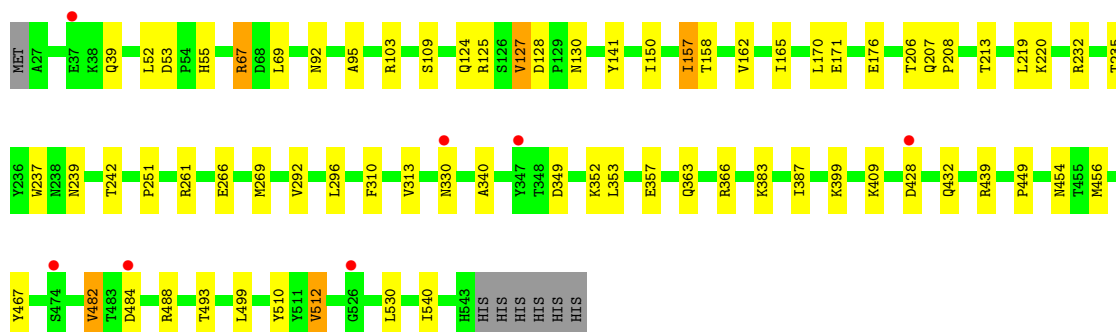 MET A27 E37 K38 Q39 L52 D53 P54 H55 R67 D68 L69 N92 A95 R103 S109 Q124 R125 S126 V127 D128 P129 N130 Y141 I150 I157 T158 V162 I165 L170 E171 E176 T206 Q207 P208 T213 L219 K220 R232 T235
Y236 W237 N238 N239 T242 P251 R261 E266 M269 V292 L296 F310 V313 N330 A340 Y347 T348 D349 K352 L353 E357 Q363 R366 K383 I387 K399 K409 D428 Q432 R439 P449 N454 T455 M456
Y467 S474 V482 T483 D484 R488 T493 L499 Y510 Y511 V512 G526 L530 I540 H543 HIS HIS HIS HIS HIS HIS